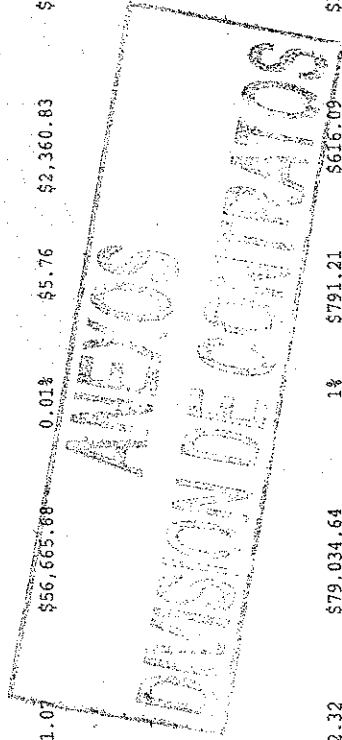 1.07 $56,665.68 0.01% $5.76 $2,360.83 $
ANEXOS
DIVISION DE CONTRATOS
2.32 $79,034.64 1% $791.21 $616.09 $